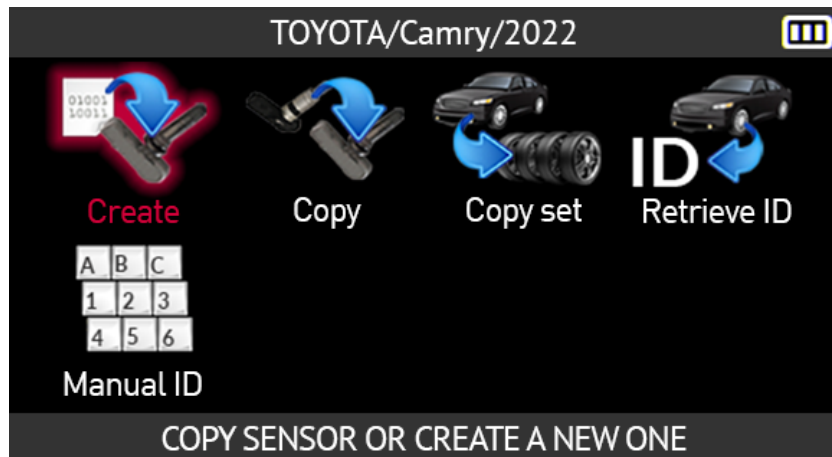 TOYOTA/Camry/2022
01001
10011
Create
Copy
Copy set
ID
Retrieve ID
A B C
1 2 3
4 5 6
Manual ID
COPY SENSOR OR CREATE A NEW ONE